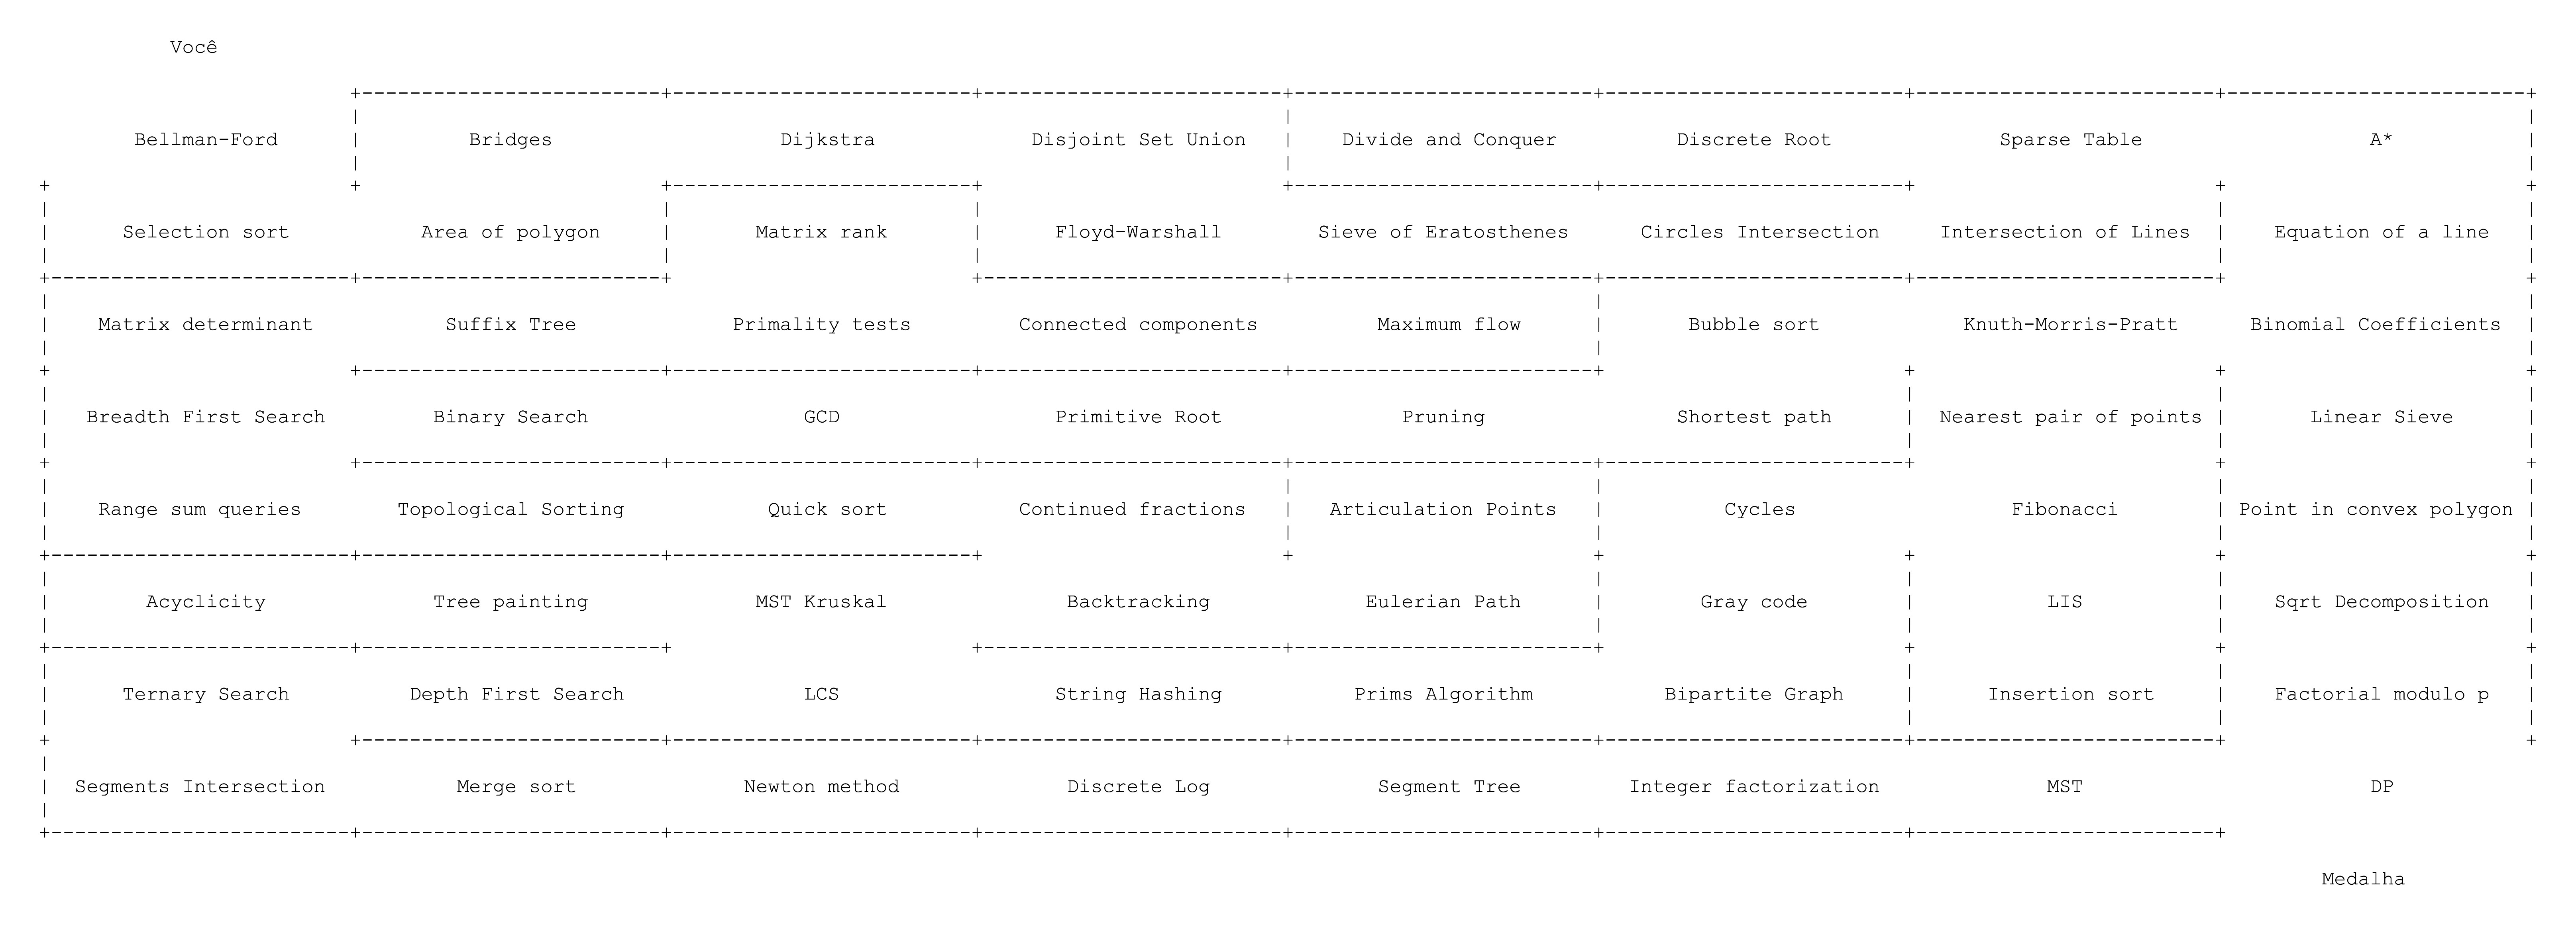 Você
Bellman-Ford Bridges Dijkstra Disjoint Set Union Divide and Conquer Discrete Root Sparse Table A*
Selection sort Area of polygon Matrix rank Floyd-Warshall Sieve of Eratosthenes Circles Intersection Intersection of Lines Equation of a line
Matrix determinant Suffix Tree Primality tests Connected components Maximum flow Bubble sort Knuth-Morris-Pratt Binomial Coefficients
Breadth First Search Binary Search GCD Primitive Root Pruning Shortest path Nearest pair of points Linear Sieve
Range sum queries Topological Sorting Quick sort Continued fractions Articulation Points Cycles Fibonacci Point in convex polygon
Acyclicity Tree painting MST Kruskal Backtracking Eulerian Path Gray code LIS Sqrt Decomposition
Ternary Search Depth First Search LCS String Hashing Prims Algorithm Bipartite Graph Insertion sort Factorial modulo p
Segments Intersection Merge sort Newton method Discrete Log Segment Tree Integer factorization MST DP
Medalha